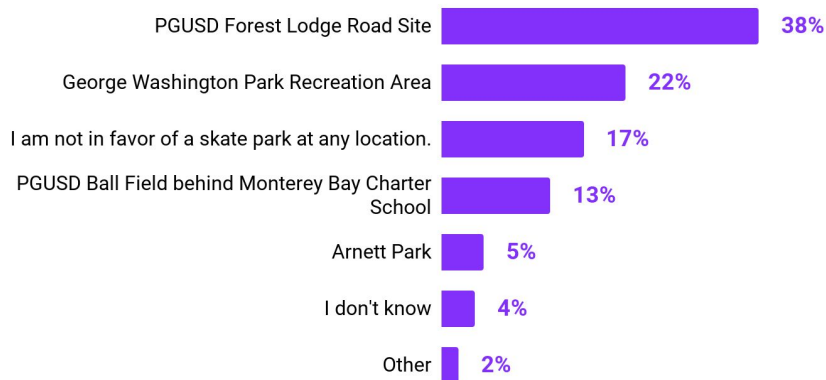 PGUSD Forest Lodge Road Site 38%
George Washington Park Recreation Area 22%
I am not in favor of a skate park at any location. 17%
PGUSD Ball Field behind Monterey Bay Charter
School 13%
Arnett Park 5%
I don't know 4%
Other 2%